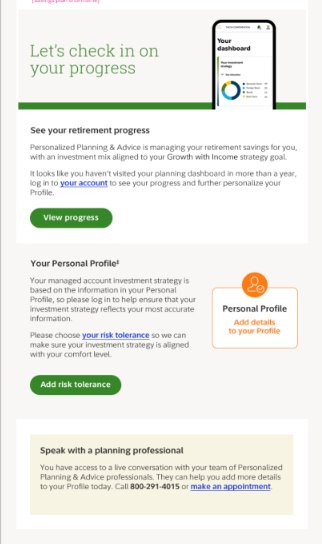 [savings plan overline]
Let's check in on
your progress
Your
dashboard
See your retirement progress
Personalized Planning & Advice is managing your retirement savings for you,
with an investment mix aligned to your Growth with Income strategy goal.
It looks like you haven't visited your planning dashboard in more than a year,
log in to your account to see your progress and further personalize your
Profile.
View progress
Your Personal Profile‡
Your managed account investment strategy is
based on the information in your Personal
Profile, so please log in to help ensure that your
investment strategy reflects your most accurate
information.
Please choose your risk tolerance so we can
make sure your investment strategy is aligned
with your comfort level.
Add risk tolerance
Personal Profile
Add details
to your Profile
Speak with a planning professional
You have access to a live conversation with your team of Personalized
Planning & Advice professionals. They can help you add more details
to your Profile today. Call 800-291-4015 or make an appointment.